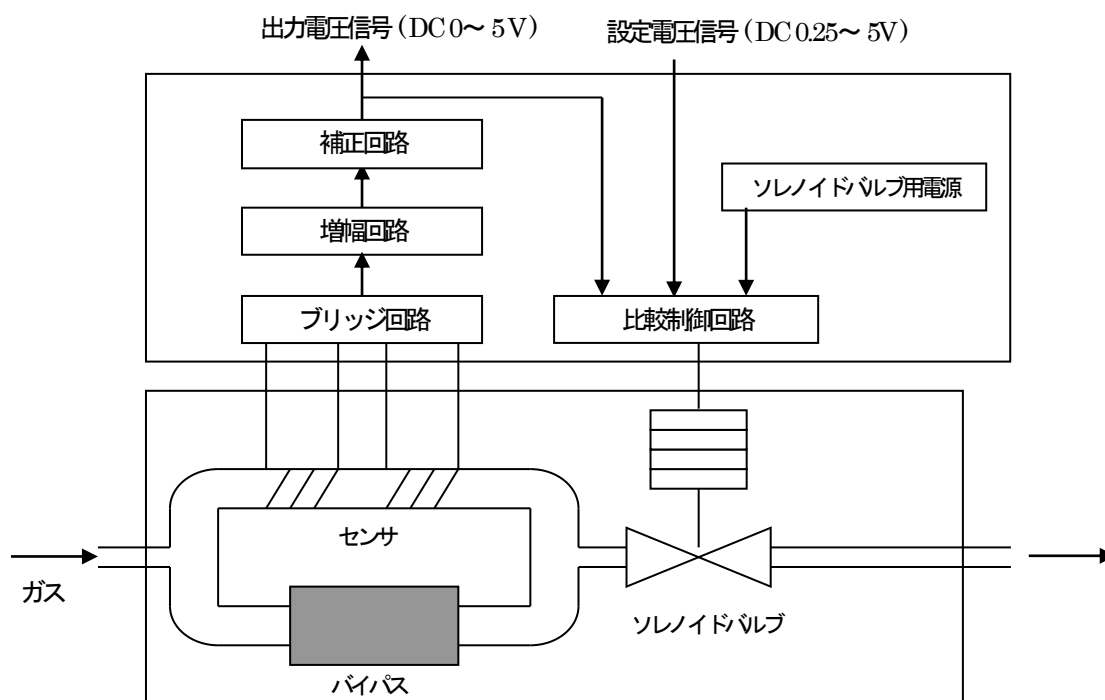 出力電圧信号（DC 0～ 5V） 設定電圧信号（DC 0.25～ 5V）
補正回路
ソレノイドバルブ用電源
増幅回路
ブリッジ回路 比較制御回路
センサ
ガス
ソレノイドバルブ
バイパス